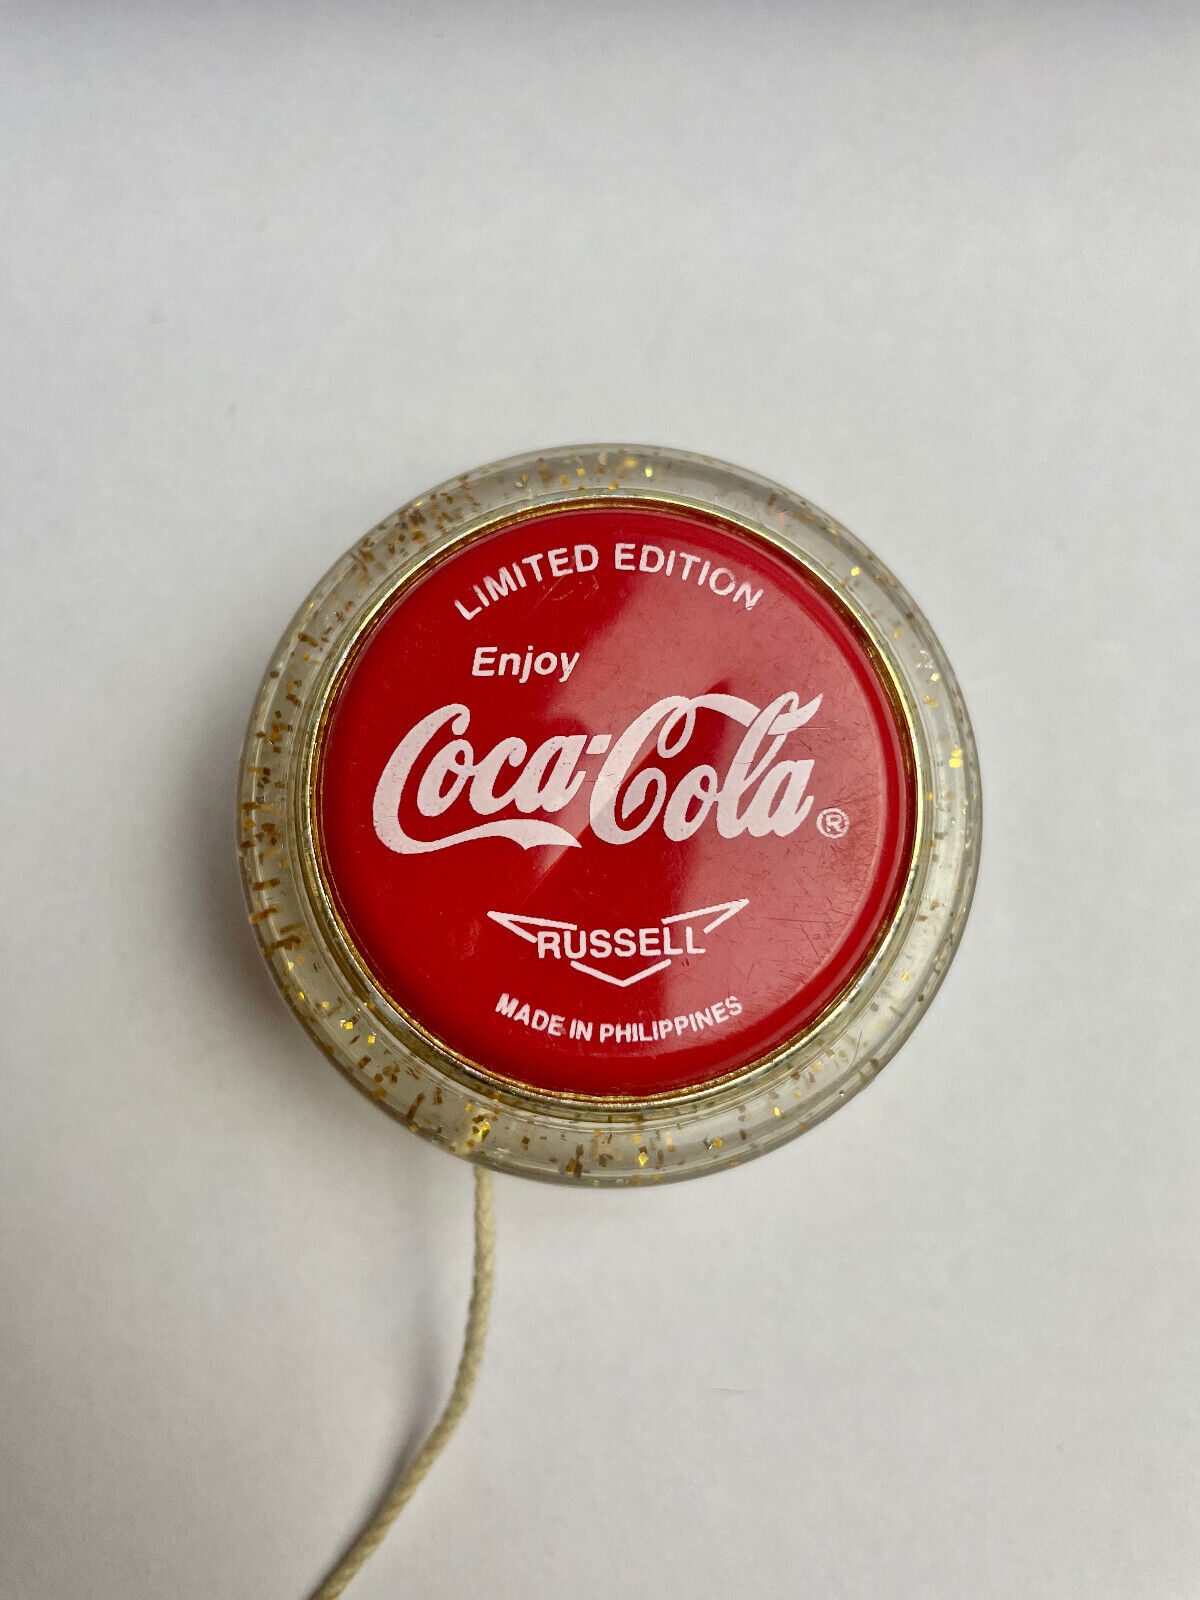 LIMITED EDITION
Enjoy
Coca-Cola®
RUSSELL
MADE IN PHILIPPINES